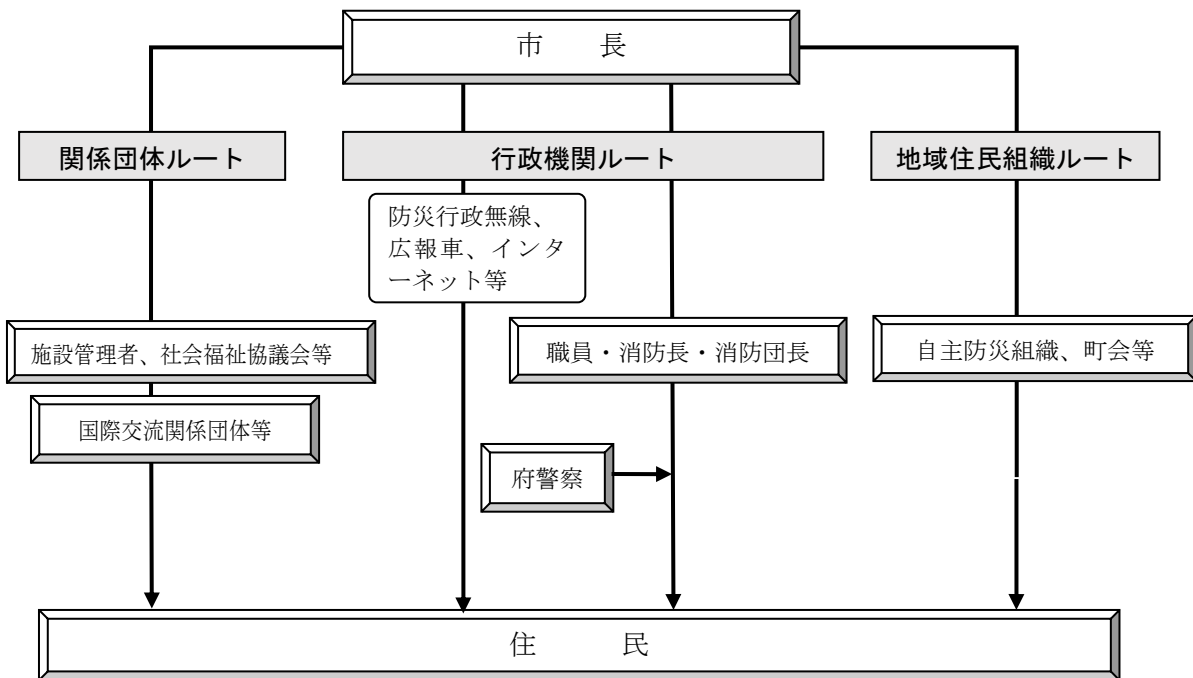 市　　長
関係団体ルート
行政機関ルート
地域住民組織ルート
防災行政無線、
広報車、インタ
ーネット等
施設管理者、社会福祉協議会等
職員・消防長・消防団長
自主防災組織、町会等
国際交流関係団体等
府警察
住　　　民